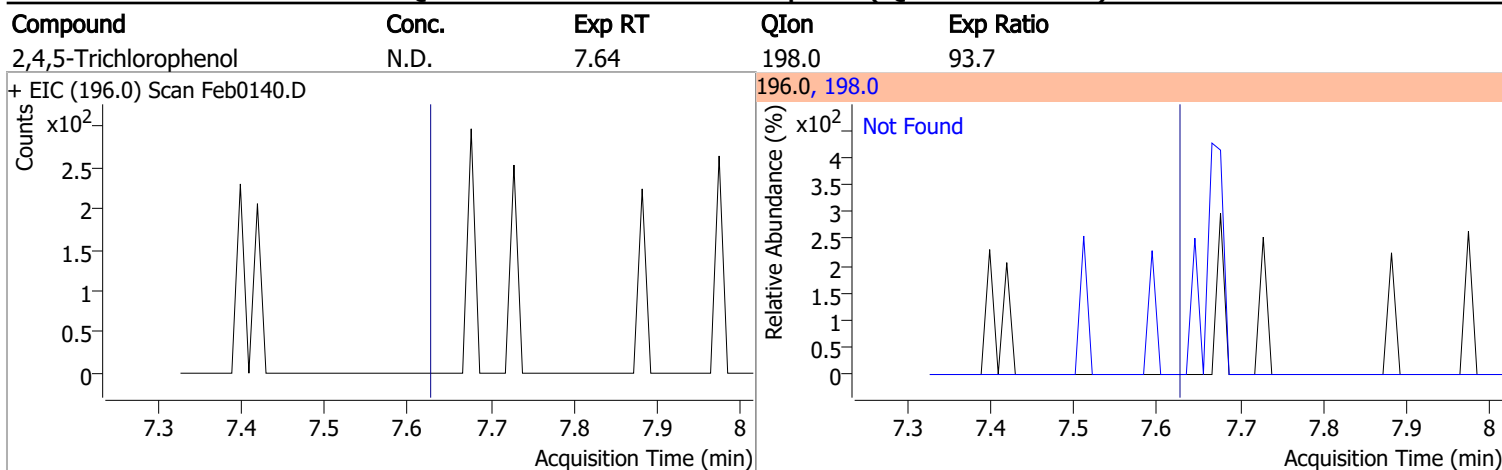 Compound Conc. Exp RT QIon Exp Ratio
2,4,5-Trichlorophenol N.D. 7.64 198.0 93.7
+ EIC (196.0) Scan Feb0140.D
Counts
x102
2.5
2
1.5
1
0.5
0
7.3 7.4 7.5 7.6 7.7 7.8 7.9 8
Acquisition Time (min)
196.0, 198.0
Relative Abundance (%)
x102
Not Found
4
3.5
3
2.5
2
1.5
1
0.5
0
7.3 7.4 7.5 7.6 7.7 7.8 7.9 8
Acquisition Time (min)